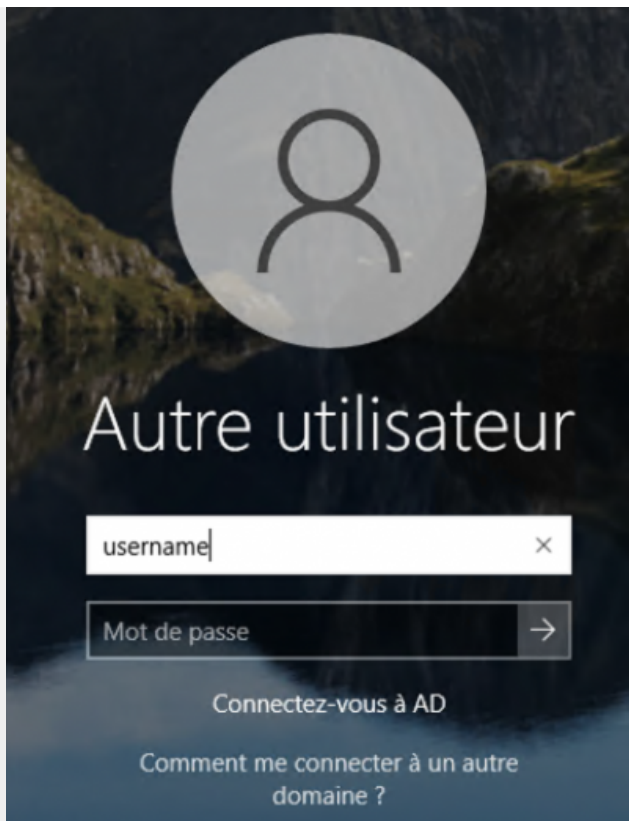 Autre utilisateur
username
Mot de passe
Connectez-vous à AD
Comment me connecter à un autre
domaine ?